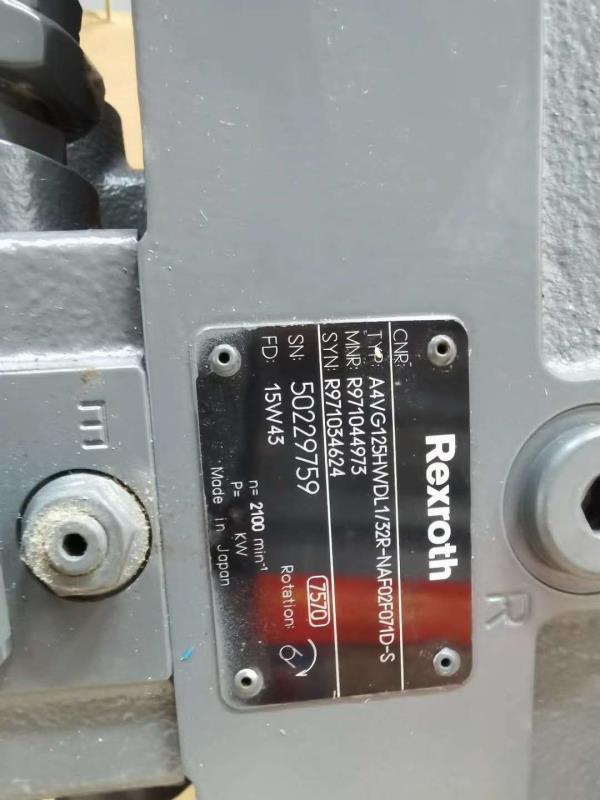 Rexroth
CNR:
TYP: A4VG125HWDL1/32R-NAF02F071D-S
MNR: R971044973
SYN: R971034624
SN: 50229759
FD: 15W43
7570
n= 2100 min⁻¹
Rotation:
P= kW
Made in Japan
E
R